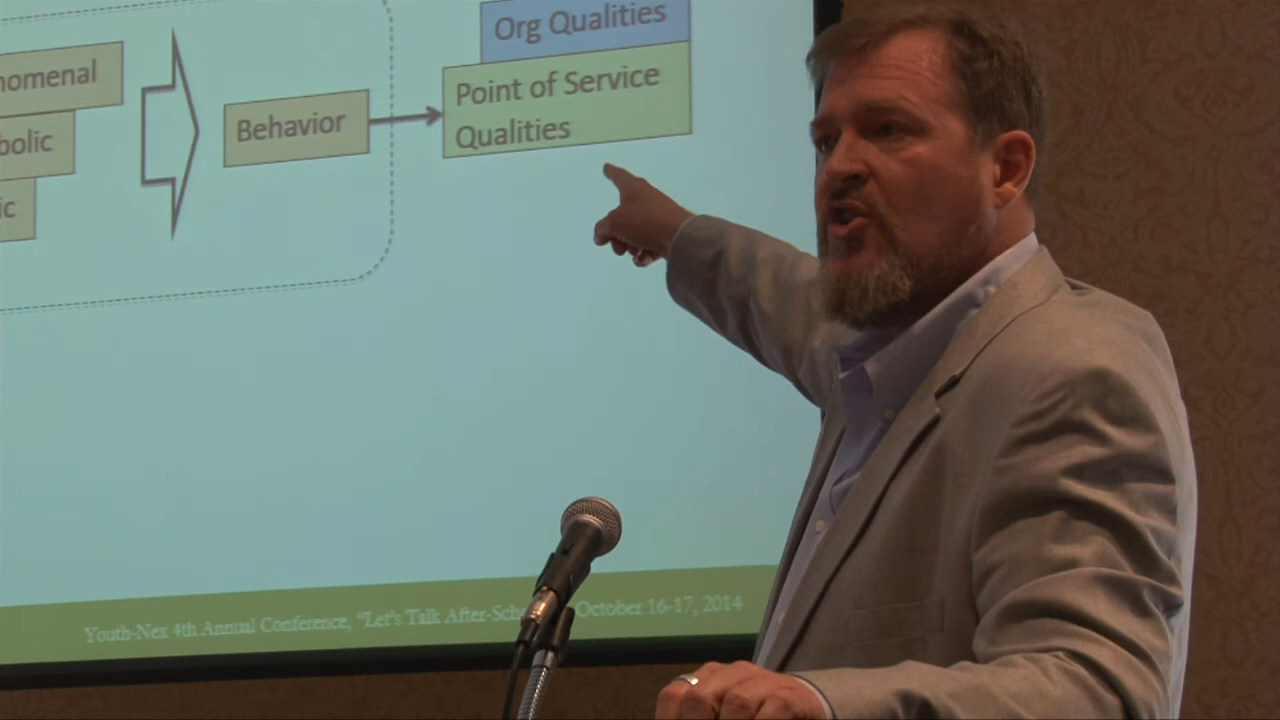 Org Qualities
nomenal
Point of Service
Qualities
Behavior
bolic
ic
Youth-Nex 4th Annual Conference, "Let's Talk After-Sch October 16-17, 2014